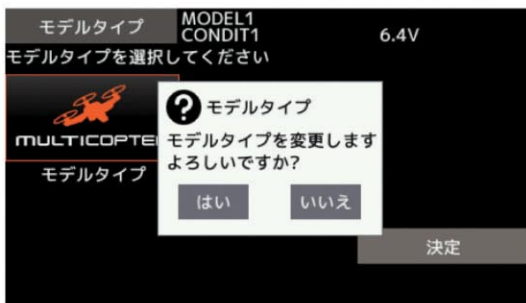 モデルタイプ
MODEL1
CONDIT1
6.4V
モデルタイプを選択してください
MULTICOPTE
モデルタイプ
? モデルタイプ
モデルタイプを変更します
よろしいですか?
はい
いいえ
決定